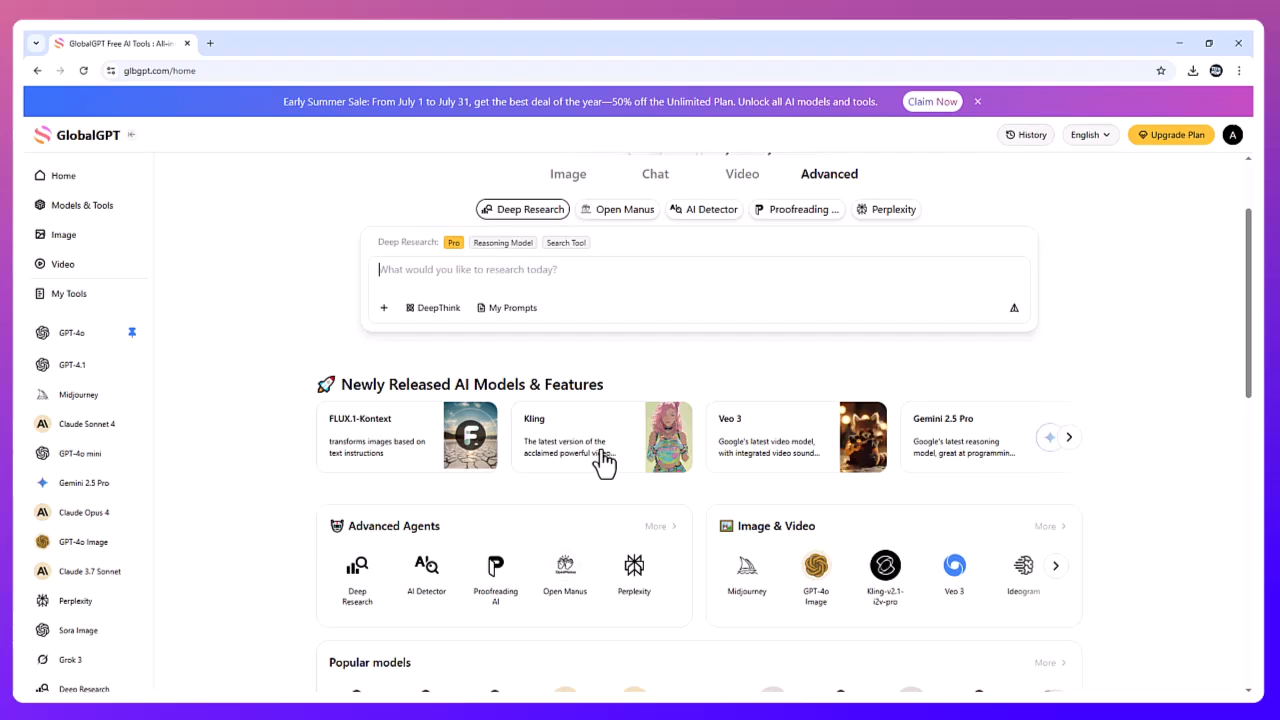 GlobalGPT Free AI Tools : All-in
glbgpt.com/home
Early Summer Sale: From July 1 to July 31, get the best deal of the year—50% off the Unlimited Plan. Unlock all AI models and tools.
Claim Now
GlobalGPT
History
English
Upgrade Plan
A
Home
Models & Tools
Image
Video
My Tools
GPT-4o
GPT-4.1
Midjourney
Claude Sonnet 4
GPT-4o mini
Gemini 2.5 Pro
Claude Opus 4
GPT-4o Image
Claude 3.7 Sonnet
Perplexity
Sora Image
Grok 3
Deep Research
Image Chat Video Advanced
Deep Research Open Manus AI Detector Proofreading ... Perplexity
Deep Research: Pro Reasoning Model Search Tool
What would you like to research today?
DeepThink My Prompts
Newly Released AI Models & Features
FLUX.1-Kontext
transforms images based on
text instructions
F
Kling
The latest version of the
acclaimed powerful
Veo 3
Google's latest video model,
with integrated video sound...
Gemini 2.5 Pro
Google's latest reasoning
model, great at programmin...
Advanced Agents More
Deep
Research
AI Detector
Proofreading
AI
Open Manus
Perplexity
Image & Video More
Midjourney
GPT-4o
Image
Kling-v2.1-
i2v-pro
Veo 3
Ideogram
Popular models More